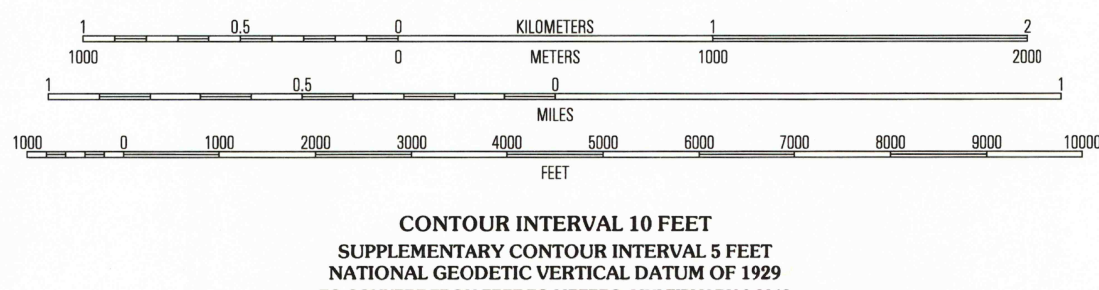 1 0.5 0 KILOMETERS 1 2
1000 0 METERS 1000 2000
1 0.5 0 1
MILES
1000 0 1000 2000 3000 4000 5000 6000 7000 8000 9000 10000
FEET
CONTOUR INTERVAL 10 FEET
SUPPLEMENTARY CONTOUR INTERVAL 5 FEET
NATIONAL GEODETIC VERTICAL DATUM OF 1929